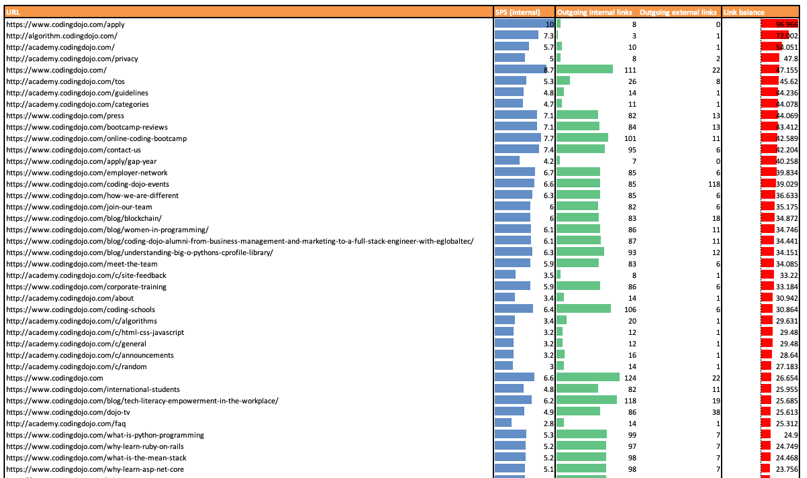 URL SPS (internal) Outgoing internal links Outgoing external links Link balance
https://www.codingdojo.com/apply 10 8 0 96.966
http://algorithm.codingdojo.com/ 7.3 3 1 72.002
http://academy.codingdojo.com/ 5.7 10 1 54.051
http://academy.codingdojo.com/privacy 5 8 2 47.8
https://www.codingdojo.com/ 8.7 111 22 47.155
http://academy.codingdojo.com/tos 5.3 26 8 45.62
http://academy.codingdojo.com/guidelines 4.8 14 1 44.236
http://academy.codingdojo.com/categories 4.7 11 1 44.078
https://www.codingdojo.com/press 7.1 82 13 44.069
https://www.codingdojo.com/bootcamp-reviews 7.1 84 13 43.412
https://www.codingdojo.com/online-coding-bootcamp 7.7 101 11 42.589
https://www.codingdojo.com/contact-us 7.4 95 6 42.204
https://www.codingdojo.com/apply/gap-year 4.2 7 0 40.258
https://www.codingdojo.com/employer-network 6.7 85 6 39.834
https://www.codingdojo.com/coding-dojo-events 6.6 85 118 39.029
https://www.codingdojo.com/how-we-are-different 6.3 85 6 36.633
https://www.codingdojo.com/join-our-team 6 82 6 35.175
https://www.codingdojo.com/blog/blockchain/ 6 83 18 34.872
https://www.codingdojo.com/blog/women-in-programming/ 6.1 86 11 34.746
https://www.codingdojo.com/blog/coding-dojo-alumni-from-business-management-and-marketing-to-a-full-stack-engineer-with-eglobaltec/ 6.1 87 11 34.441
https://www.codingdojo.com/blog/understanding-big-o-pythons-cprofile-library/ 6.3 93 12 34.151
https://www.codingdojo.com/meet-the-team 5.9 83 6 34.085
http://academy.codingdojo.com/c/site-feedback 3.5 8 1 33.22
https://www.codingdojo.com/corporate-training 5.9 86 6 33.184
http://academy.codingdojo.com/about 3.4 14 1 30.942
https://www.codingdojo.com/coding-schools 6.4 106 6 30.864
http://academy.codingdojo.com/c/algorithms 3.4 20 1 29.631
http://academy.codingdojo.com/c/html-css-javascript 3.2 12 1 29.48
http://academy.codingdojo.com/c/general 3.2 12 1 29.48
http://academy.codingdojo.com/c/announcements 3.2 16 1 28.64
http://academy.codingdojo.com/c/random 3 14 1 27.183
https://www.codingdojo.com 6.6 124 22 26.654
https://www.codingdojo.com/international-students 4.8 82 11 25.955
https://www.codingdojo.com/blog/tech-literacy-empowerment-in-the-workplace/ 6.2 118 19 25.685
https://www.codingdojo.com/dojo-tv 4.9 86 38 25.613
http://academy.codingdojo.com/faq 2.8 14 1 25.312
https://www.codingdojo.com/what-is-python-programming 5.3 99 7 24.9
https://www.codingdojo.com/why-learn-ruby-on-rails 5.2 97 7 24.749
https://www.codingdojo.com/what-is-the-mean-stack 5.2 98 7 24.468
https://www.codingdojo.com/why-learn-asp-net-core 5.1 98 7 23.756